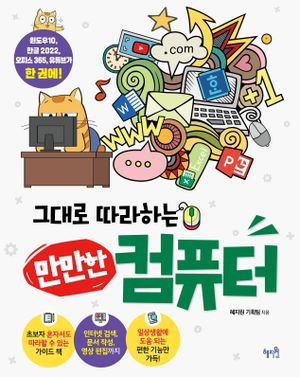 윈도우10,
한글 2022,
오피스 365, 유튜브가
한 권에!
.com
W
@
호
+1
X
P
그대로 따라하는
만만한
컴퓨터
혜지원 기획팀 지음
초보자 혼자서도
따라할 수 있는
가이드 책
인터넷 검색,
문서 작성,
영상 편집까지
일상생활에
도움 되는
편한 기능만
가득!
혜지원